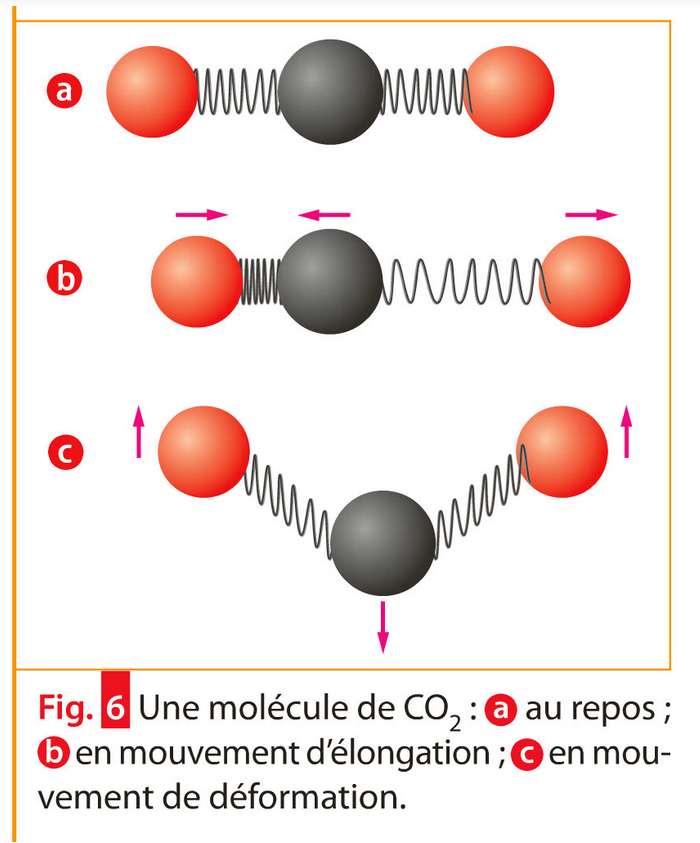 a
b
c
Fig. 6 Une molécule de CO₂ : a au repos ;
b en mouvement d’élongation ; c en mou-
vement de déformation.